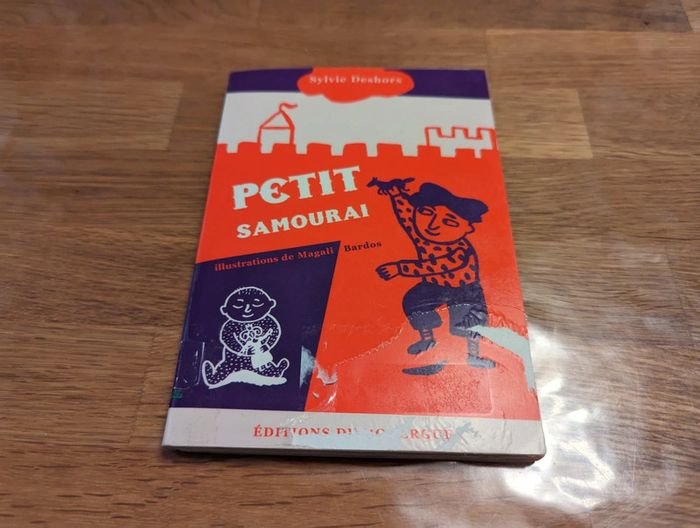 Sylvie Deshors
PETIT
SAMOURAI
illustrations de Magali Bardos
ÉDITIONS DU